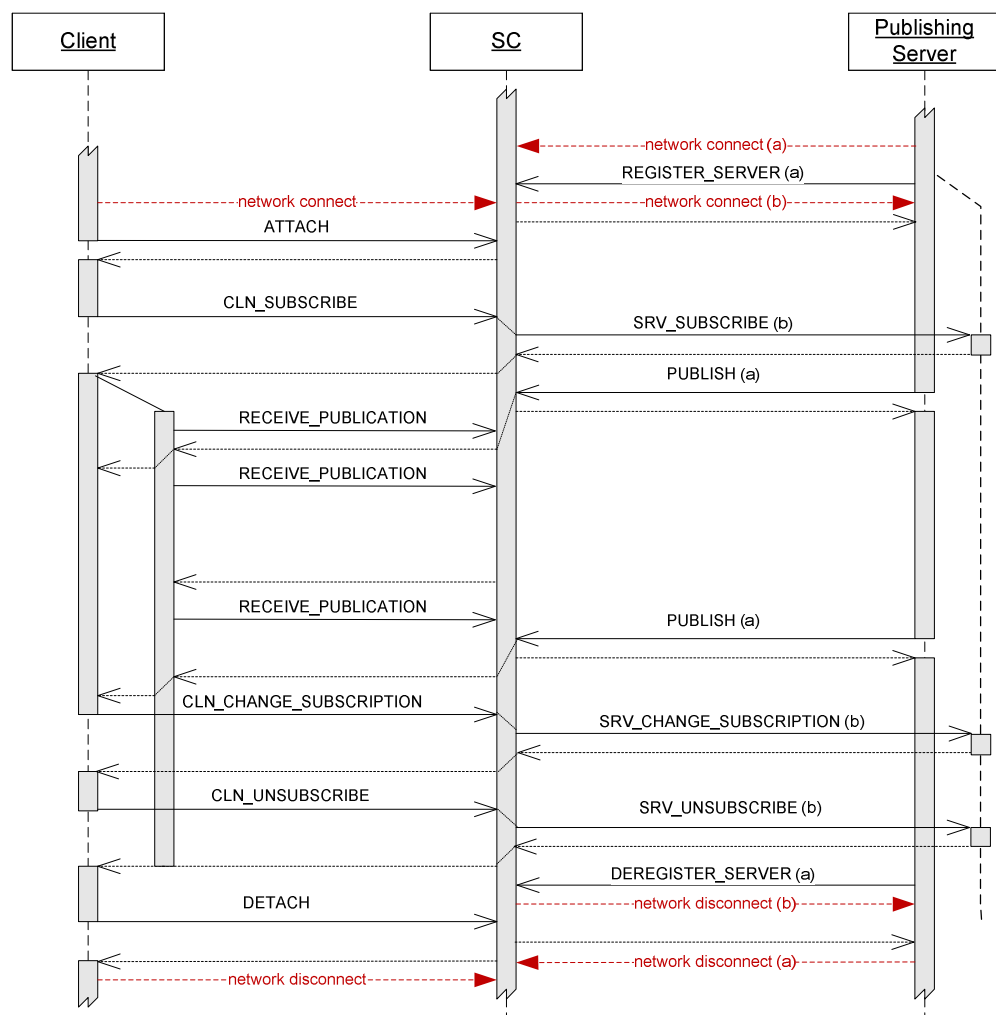 Client
SC
Publishing
Server
network connect (a)
REGISTER_SERVER (a)
network connect
network connect (b)
ATTACH
CLN_SUBSCRIBE
SRV_SUBSCRIBE (b)
PUBLISH (a)
RECEIVE_PUBLICATION
RECEIVE_PUBLICATION
RECEIVE_PUBLICATION
PUBLISH (a)
CLN_CHANGE_SUBSCRIPTION
SRV_CHANGE_SUBSCRIPTION (b)
CLN_UNSUBSCRIBE
SRV_UNSUBSCRIBE (b)
DEREGISTER_SERVER (a)
DETACH
network disconnect (b)
network disconnect (a)
network disconnect